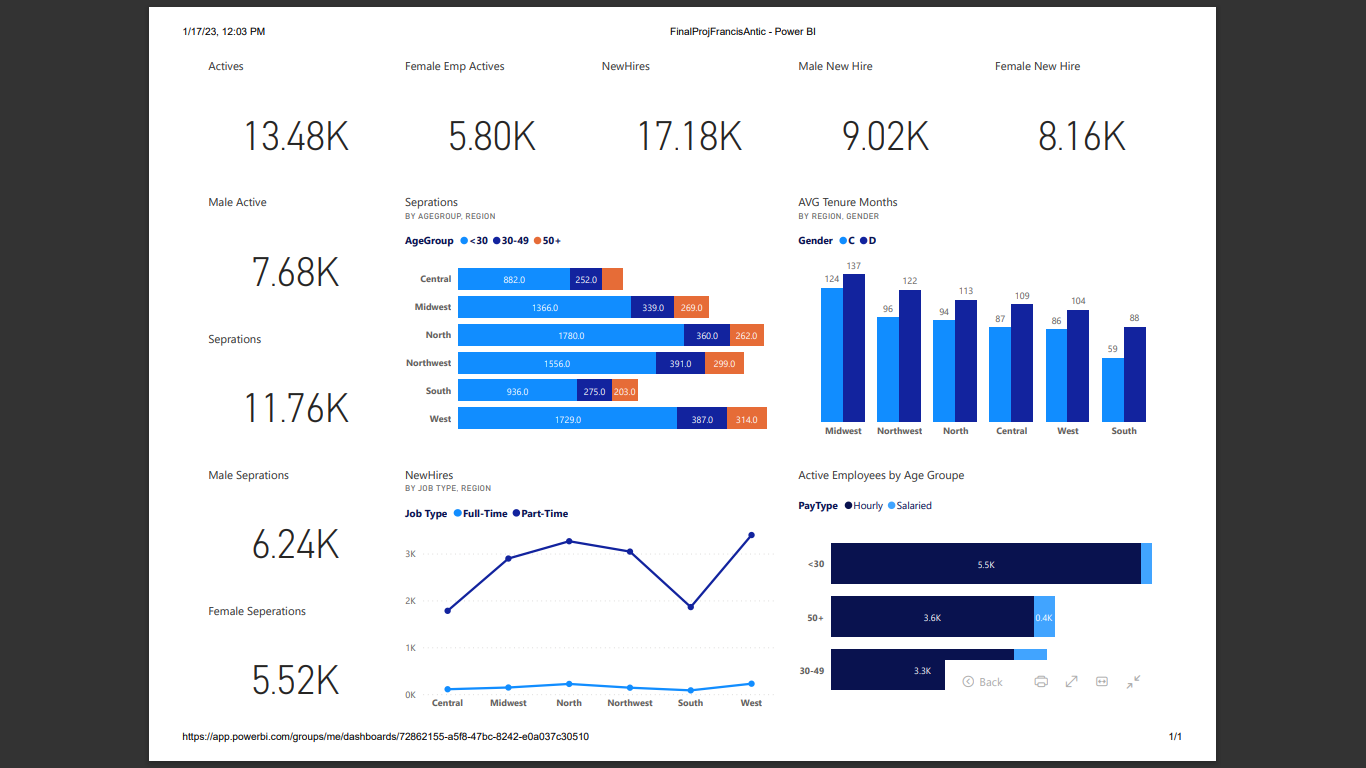 1/17/23, 12:03 PM
FinalProjFrancisAntic - Power BI
Actives
13.48K
Female Emp Actives
5.80K
NewHires
17.18K
Male New Hire
9.02K
Female New Hire
8.16K
Male Active
7.68K
Seprations
11.76K
Male Seprations
6.24K
Female Seperations
5.52K
Seprations
BY AGEGROUP, REGION
AgeGroup <30 30-49 50+
Central 882.0 252.0
Midwest 1366.0 339.0 269.0
North 1780.0 360.0 262.0
Northwest 1556.0 391.0 299.0
South 936.0 275.0 203.0
West 1729.0 387.0 314.0
AVG Tenure Months
BY REGION, GENDER
Gender C D
124 137 96 122 94 113 87 109 86 104 59 88
Midwest Northwest North Central West South
NewHires
BY JOB TYPE, REGION
Job Type Full-Time Part-Time
3K
2K
1K
0K
Central Midwest North Northwest South West
Active Employees by Age Groupe
PayType Hourly Salaried
<30 5.5K
50+ 3.6K 0.4K
30-49 3.3K
Back
https://app.powerbi.com/groups/me/dashboards/72862155-a5f8-47bc-8242-e0a037c30510
1/1